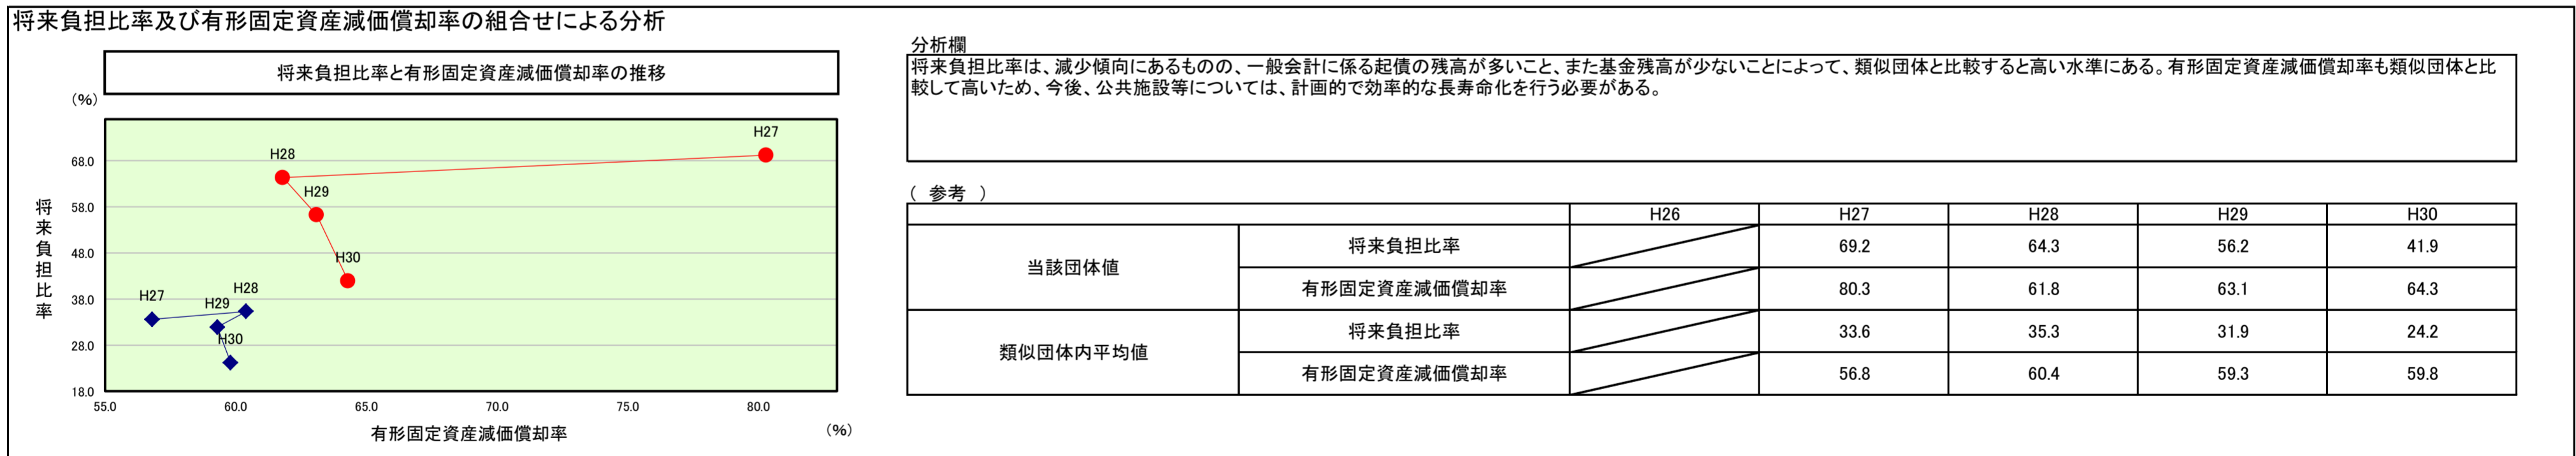 将来負担比率及び有形固定資産減価償却率の組合せによる分析
将来負担比率と有形固定資産減価償却率の推移
(%)
68.0
58.0
48.0
38.0
28.0
18.0
将来負担比率
H27
H28
H29
H30
H27
H28
H29
H30
55.0 60.0 65.0 70.0 75.0 80.0
有形固定資産減価償却率
(%)
分析欄
将来負担比率は、減少傾向にあるものの、一般会計に係る起債の残高が多いこと、また基金残高が少ないことによって、類似団体と比較すると高い水準にある。有形固定資産減価償却率も類似団体と比
較して高いため、今後、公共施設等については、計画的で効率的な長寿命化を行う必要がある。
( 参考 )
H26 H27 H28 H29 H30
当該団体値
将来負担比率 69.2 64.3 56.2 41.9
有形固定資産減価償却率 80.3 61.8 63.1 64.3
類似団体内平均値
将来負担比率 33.6 35.3 31.9 24.2
有形固定資産減価償却率 56.8 60.4 59.3 59.8